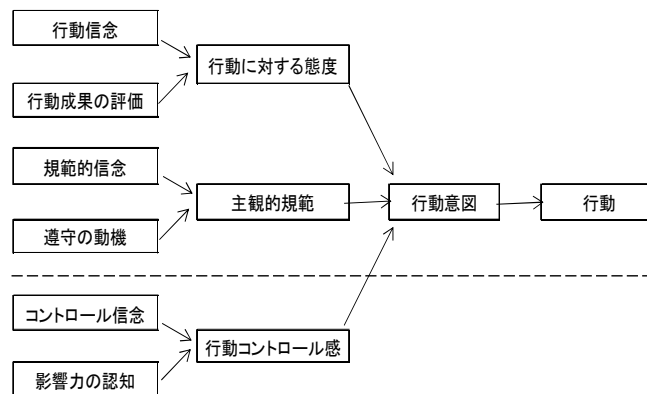 行動信念
行動に対する態度
行動成果の評価
規範的信念
主観的規範
行動意図
行動
遵守の動機
コントロール信念
行動コントロール感
影響力の認知